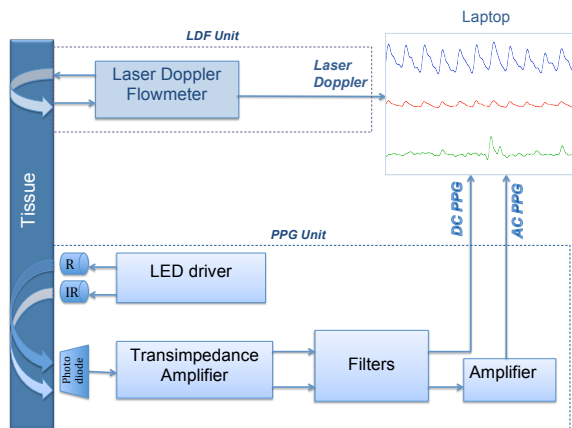 Laptop
LDF Unit
Laser Doppler
Flowmeter
Laser
Doppler
Tissue
DC PPG
AC PPG
PPG Unit
R
IR
LED driver
Photo
diode
Transimpedance
Amplifier
Filters
Amplifier